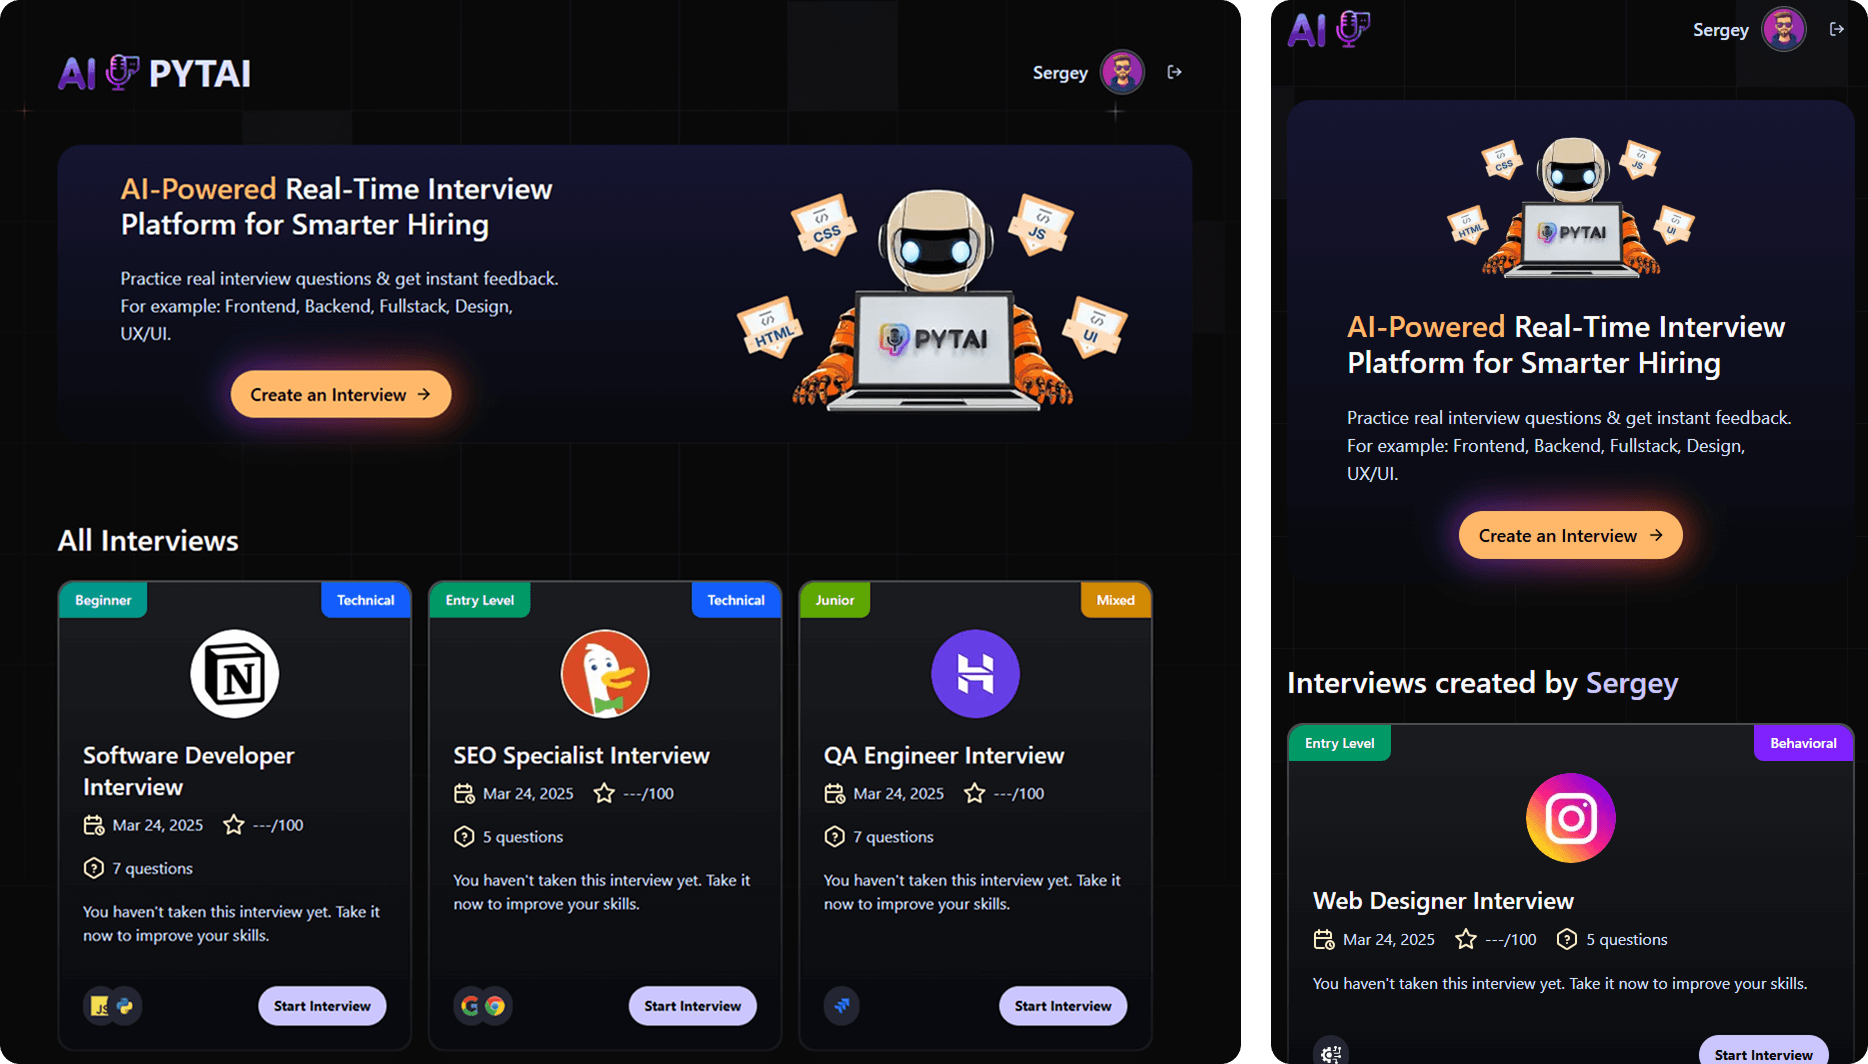 AI PYTAI
Sergey
AI-Powered Real-Time Interview
Platform for Smarter Hiring
Practice real interview questions & get instant feedback.
For example: Frontend, Backend, Fullstack, Design,
UX/UI.
Create an Interview
CSS
JS
HTML
UI
PYTAI
All Interviews
Beginner
Technical
N
Software Developer
Interview
Mar 24, 2025
---/100
7 questions
You haven't taken this interview yet. Take it
now to improve your skills.
JS
Start Interview
Entry Level
Technical
SEO Specialist Interview
Mar 24, 2025
---/100
5 questions
You haven't taken this interview yet. Take it
now to improve your skills.
G
Start Interview
Junior
Mixed
H
QA Engineer Interview
Mar 24, 2025
---/100
7 questions
You haven't taken this interview yet. Take it
now to improve your skills.
Start Interview
AI
Sergey
CSS
JS
HTML
UI
PYTAI
AI-Powered Real-Time Interview
Platform for Smarter Hiring
Practice real interview questions & get instant feedback.
For example: Frontend, Backend, Fullstack, Design,
UX/UI.
Create an Interview
Interviews created by Sergey
Entry Level
Behavioral
Web Designer Interview
Mar 24, 2025
---/100
5 questions
You haven't taken this interview yet. Take it now to improve your skills.
Start Interview